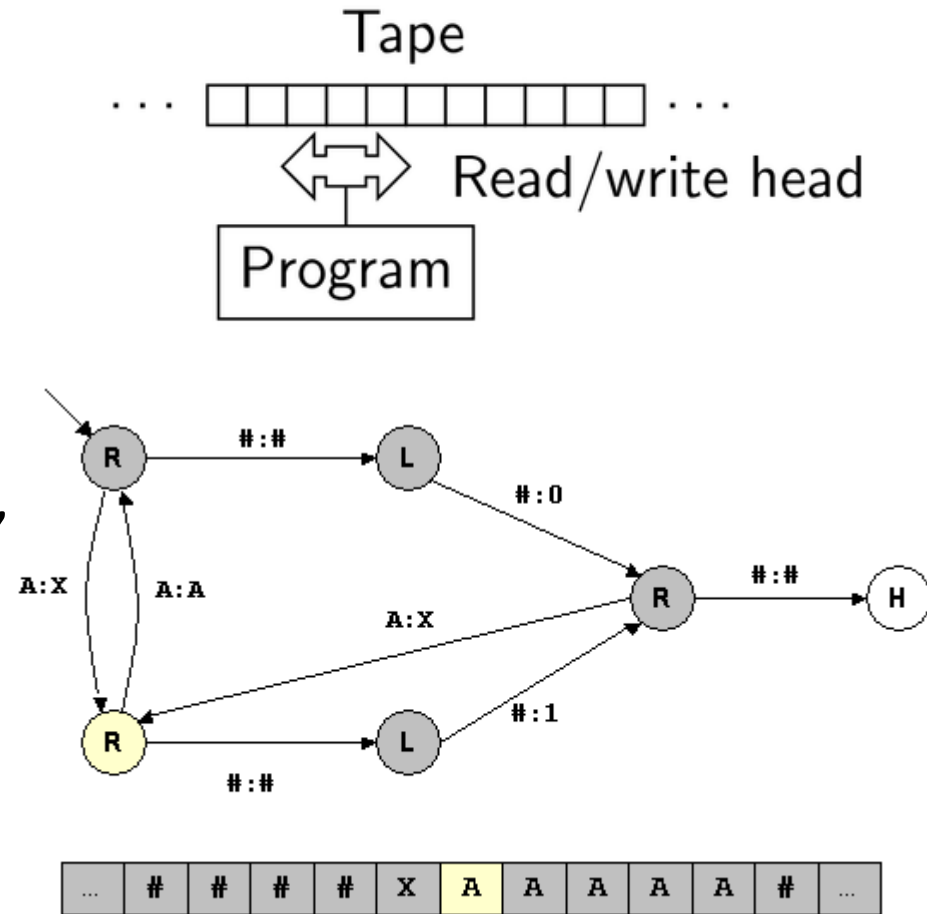 Tape
. . . . . .
Read/write head
Program
#:#
R L
#:0
,
A:X A:A
#:#
R H
A:X
#:1
R L
#:#
... # # # # X A A A A A # ...